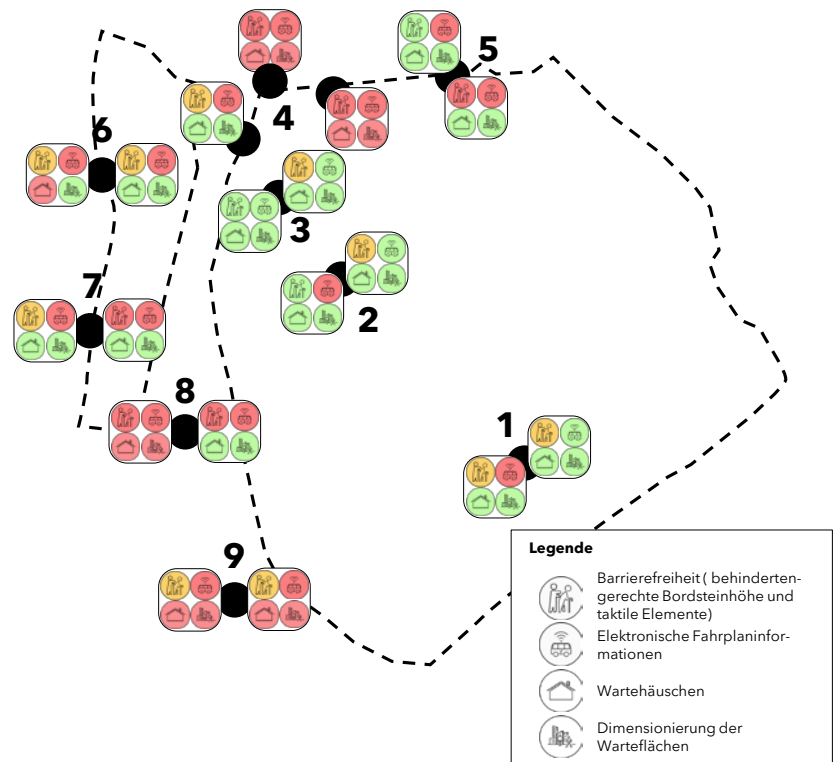 5
4
6
3
2
7
8
1
9
Legende
Barrierefreiheit ( behinderten-
gerechte Bordsteinhöhe und
taktile Elemente)
Elektronische Fahrplaninfor-
mationen
Wartehäuschen
Dimensionierung der
Warteflächen